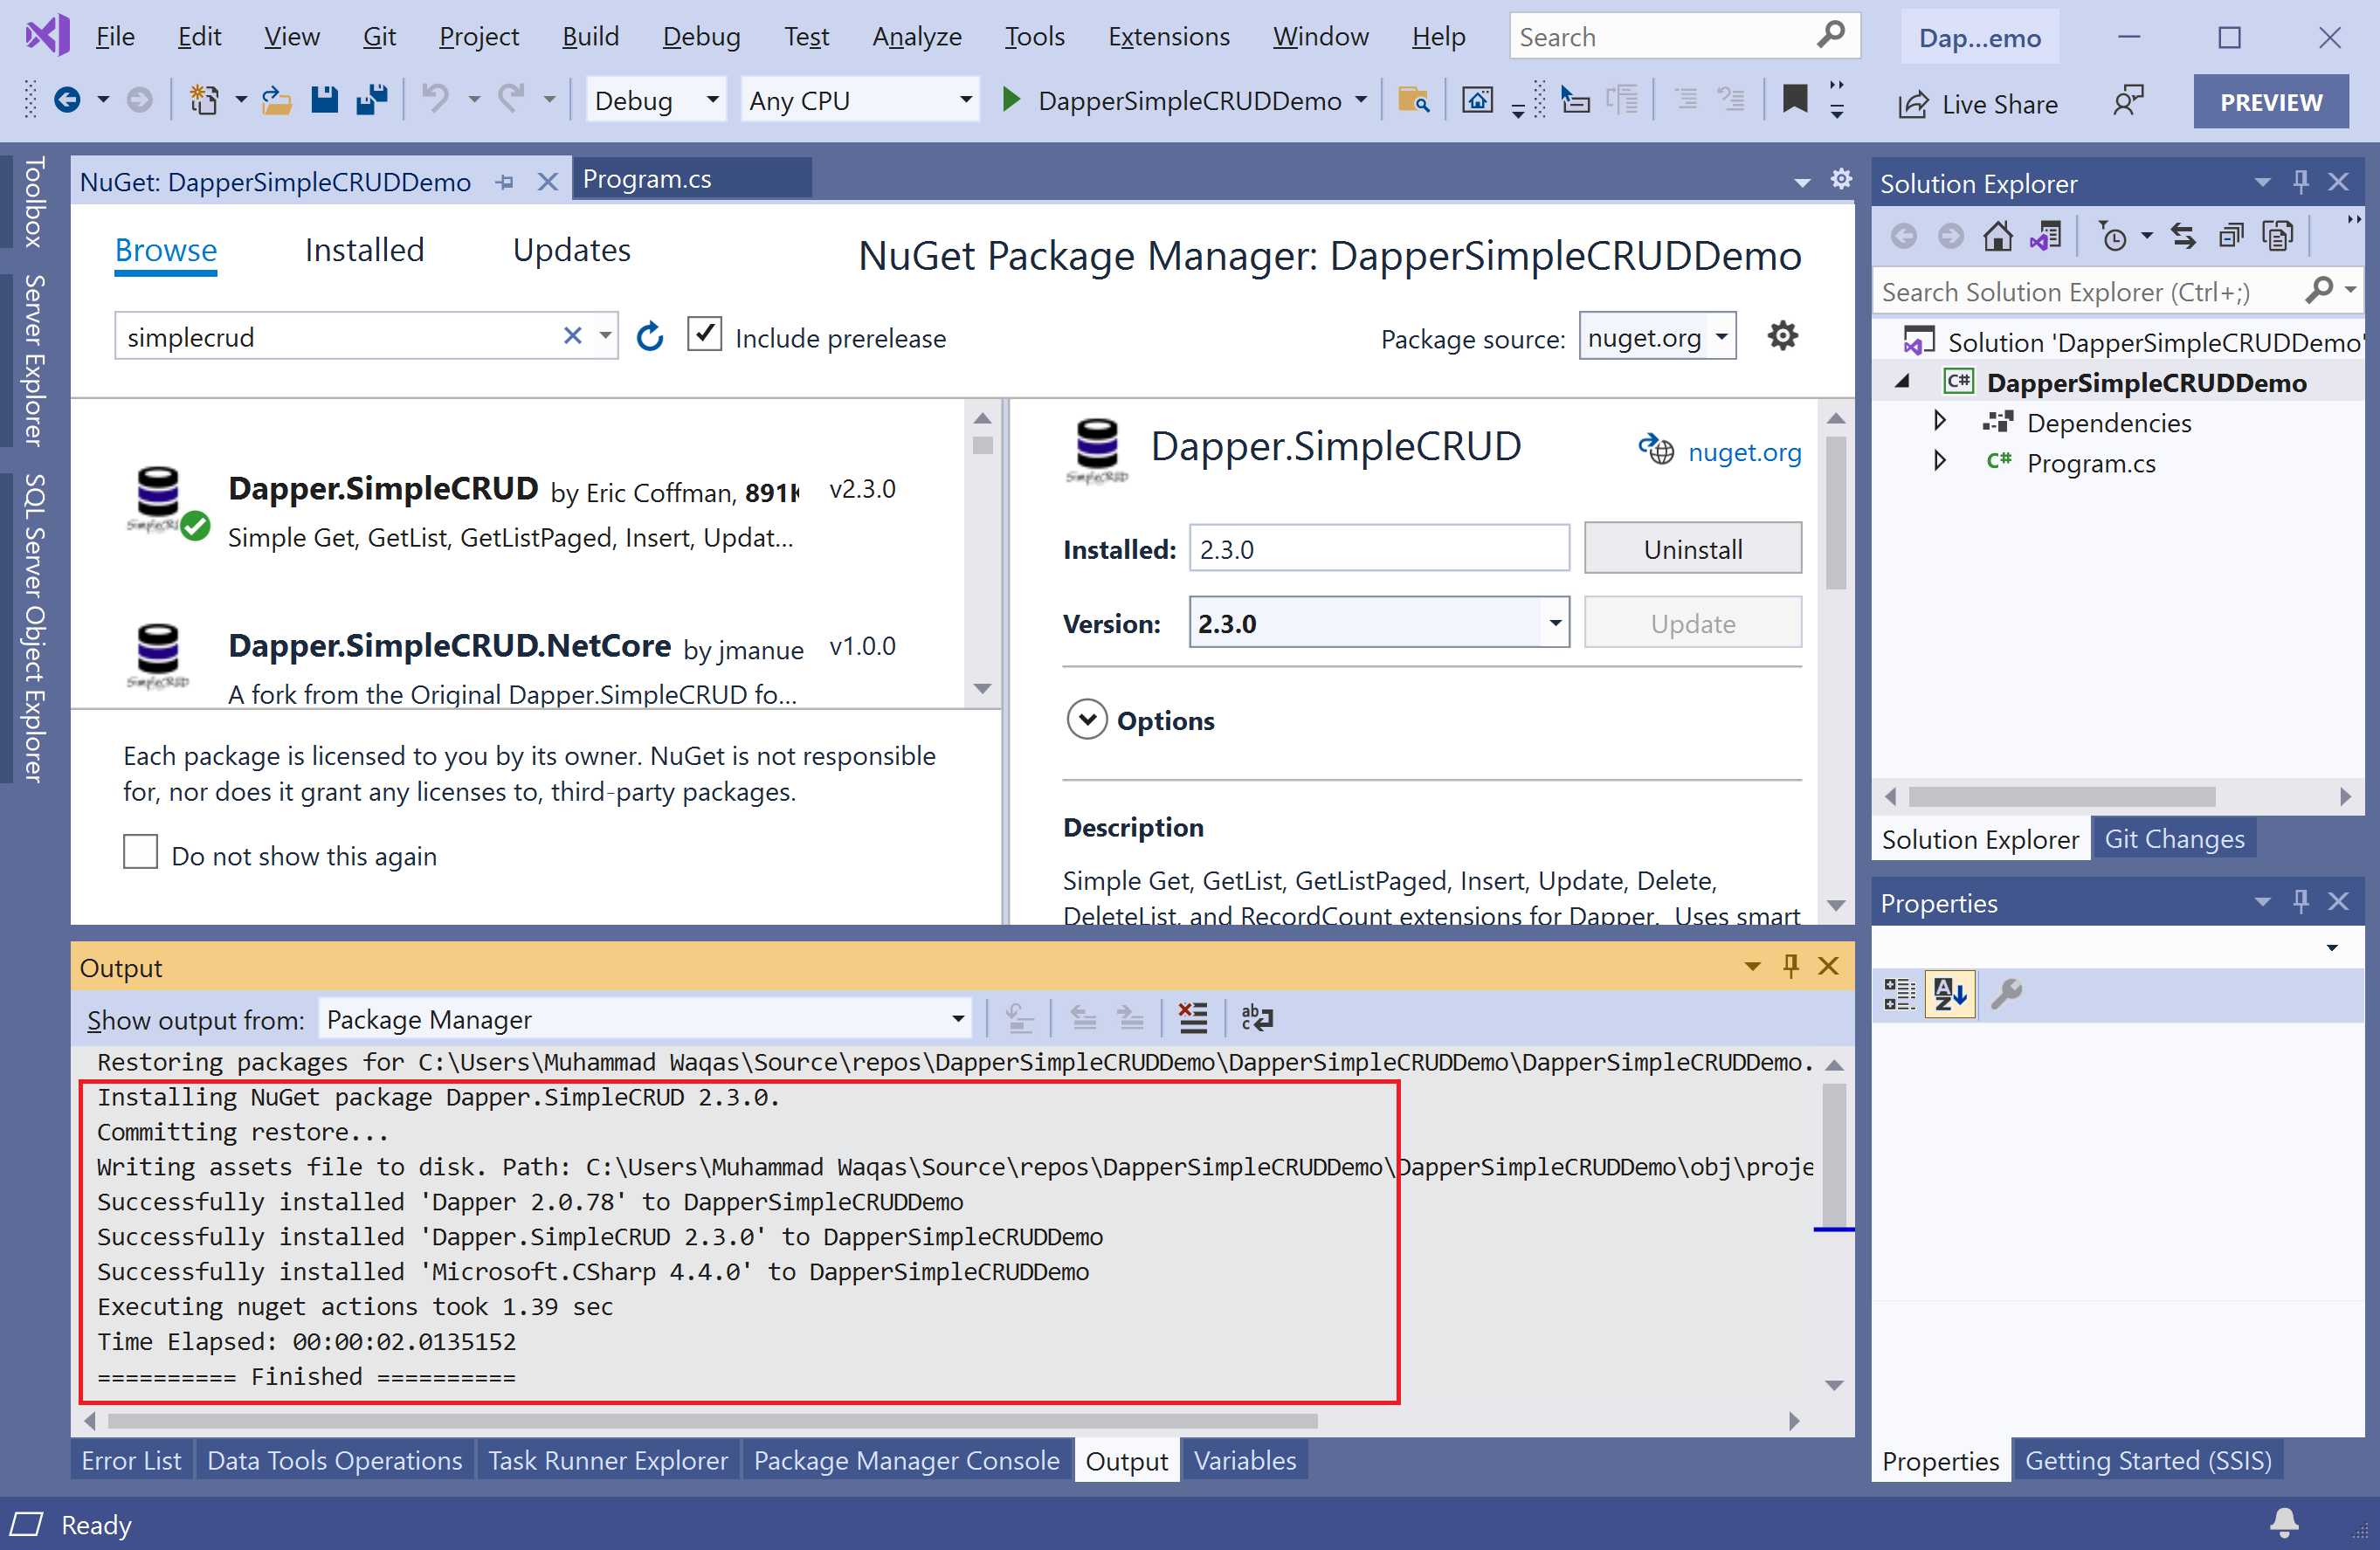 File Edit View Git Project Build Debug Test Analyze Tools Extensions Window Help Search Dap...emo
Debug Any CPU DapperSimpleCRUDDemo Live Share PREVIEW
Toolbox
Server Explorer
SQL Server Object Explorer
NuGet: DapperSimpleCRUDDemo Program.cs
Browse Installed Updates NuGet Package Manager: DapperSimpleCRUDDemo
simplecrud Include prerelease Package source: nuget.org
Dapper.SimpleCRUD by Eric Coffman, 891K v2.3.0
Simple Get, GetList, GetListPaged, Insert, Updat...
Dapper.SimpleCRUD.NetCore by jmanue v1.0.0
A fork from the Original Dapper.SimpleCRUD fo...
Each package is licensed to you by its owner. NuGet is not responsible
for, nor does it grant any licenses to, third-party packages.
Do not show this again
Dapper.SimpleCRUD nuget.org
Installed: 2.3.0 Uninstall
Version: 2.3.0 Update
Options
Description
Simple Get, GetList, GetListPaged, Insert, Update, Delete,
DeleteList, and RecordCount extensions for Dapper. Uses smart
Output
Show output from: Package Manager
Restoring packages for C:\Users\Muhammad Waqas\Source\repos\DapperSimpleCRUDDemo\DapperSimpleCRUDDemo\DapperSimpleCRUDDemo.
Installing NuGet package Dapper.SimpleCRUD 2.3.0.
Committing restore...
Writing assets file to disk. Path: C:\Users\Muhammad Waqas\Source\repos\DapperSimpleCRUDDemo\DapperSimpleCRUDDemo\obj\proje
Successfully installed 'Dapper 2.0.78' to DapperSimpleCRUDDemo
Successfully installed 'Dapper.SimpleCRUD 2.3.0' to DapperSimpleCRUDDemo
Successfully installed 'Microsoft.CSharp 4.4.0' to DapperSimpleCRUDDemo
Executing nuget actions took 1.39 sec
Time Elapsed: 00:00:02.0135152
========== Finished ==========
Error List Data Tools Operations Task Runner Explorer Package Manager Console Output Variables
Solution Explorer
Search Solution Explorer (Ctrl+;)
Solution 'DapperSimpleCRUDDemo'
C# DapperSimpleCRUDDemo
Dependencies
C# Program.cs
Solution Explorer Git Changes
Properties
Properties Getting Started (SSIS)
Ready